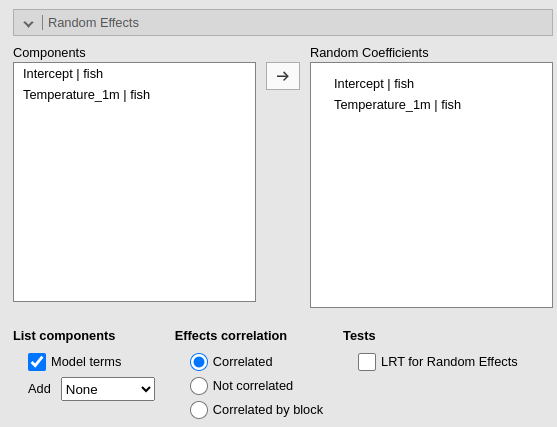 Random Effects
Components
Random Coefficients
Intercept | fish
Temperature_1m | fish
Intercept | fish
Temperature_1m | fish
List components
Effects correlation
Tests
Model terms
Correlated
LRT for Random Effects
Add
None
Not correlated
Correlated by block